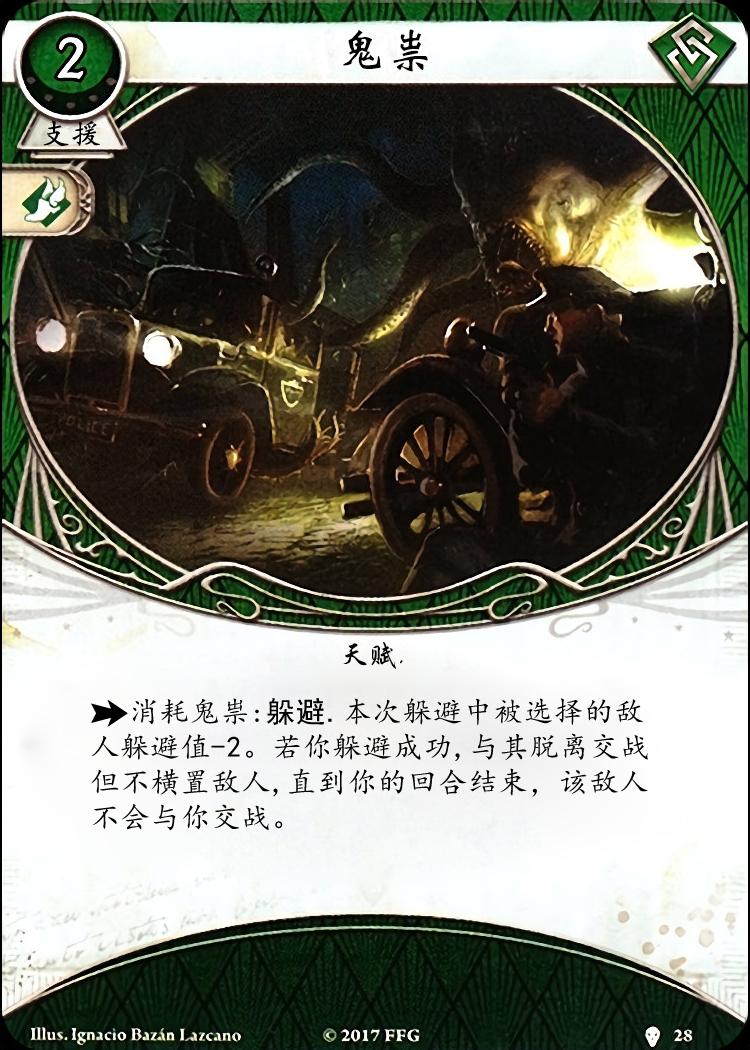 2
鬼祟
支援
POLICE
天赋.
消耗鬼祟:躲避.本次躲避中被选择的敌
人躲避值-2。若你躲避成功,与其脱离交战
但不横置敌人,直到你的回合结束，该敌人
不会与你交战。
Illus. Ignacio Bazán Lazcano
© 2017 FFG
28